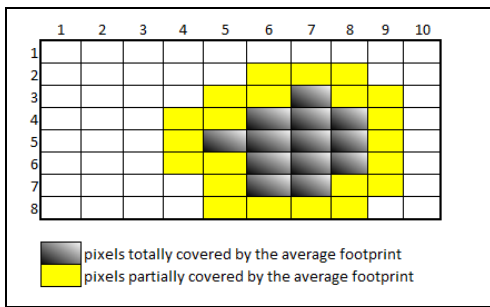 1 2 3 4 5 6 7 8 9 10
1
2
3
4
5
6
7
8
pixels totally covered by the average footprint
pixels partially covered by the average footprint